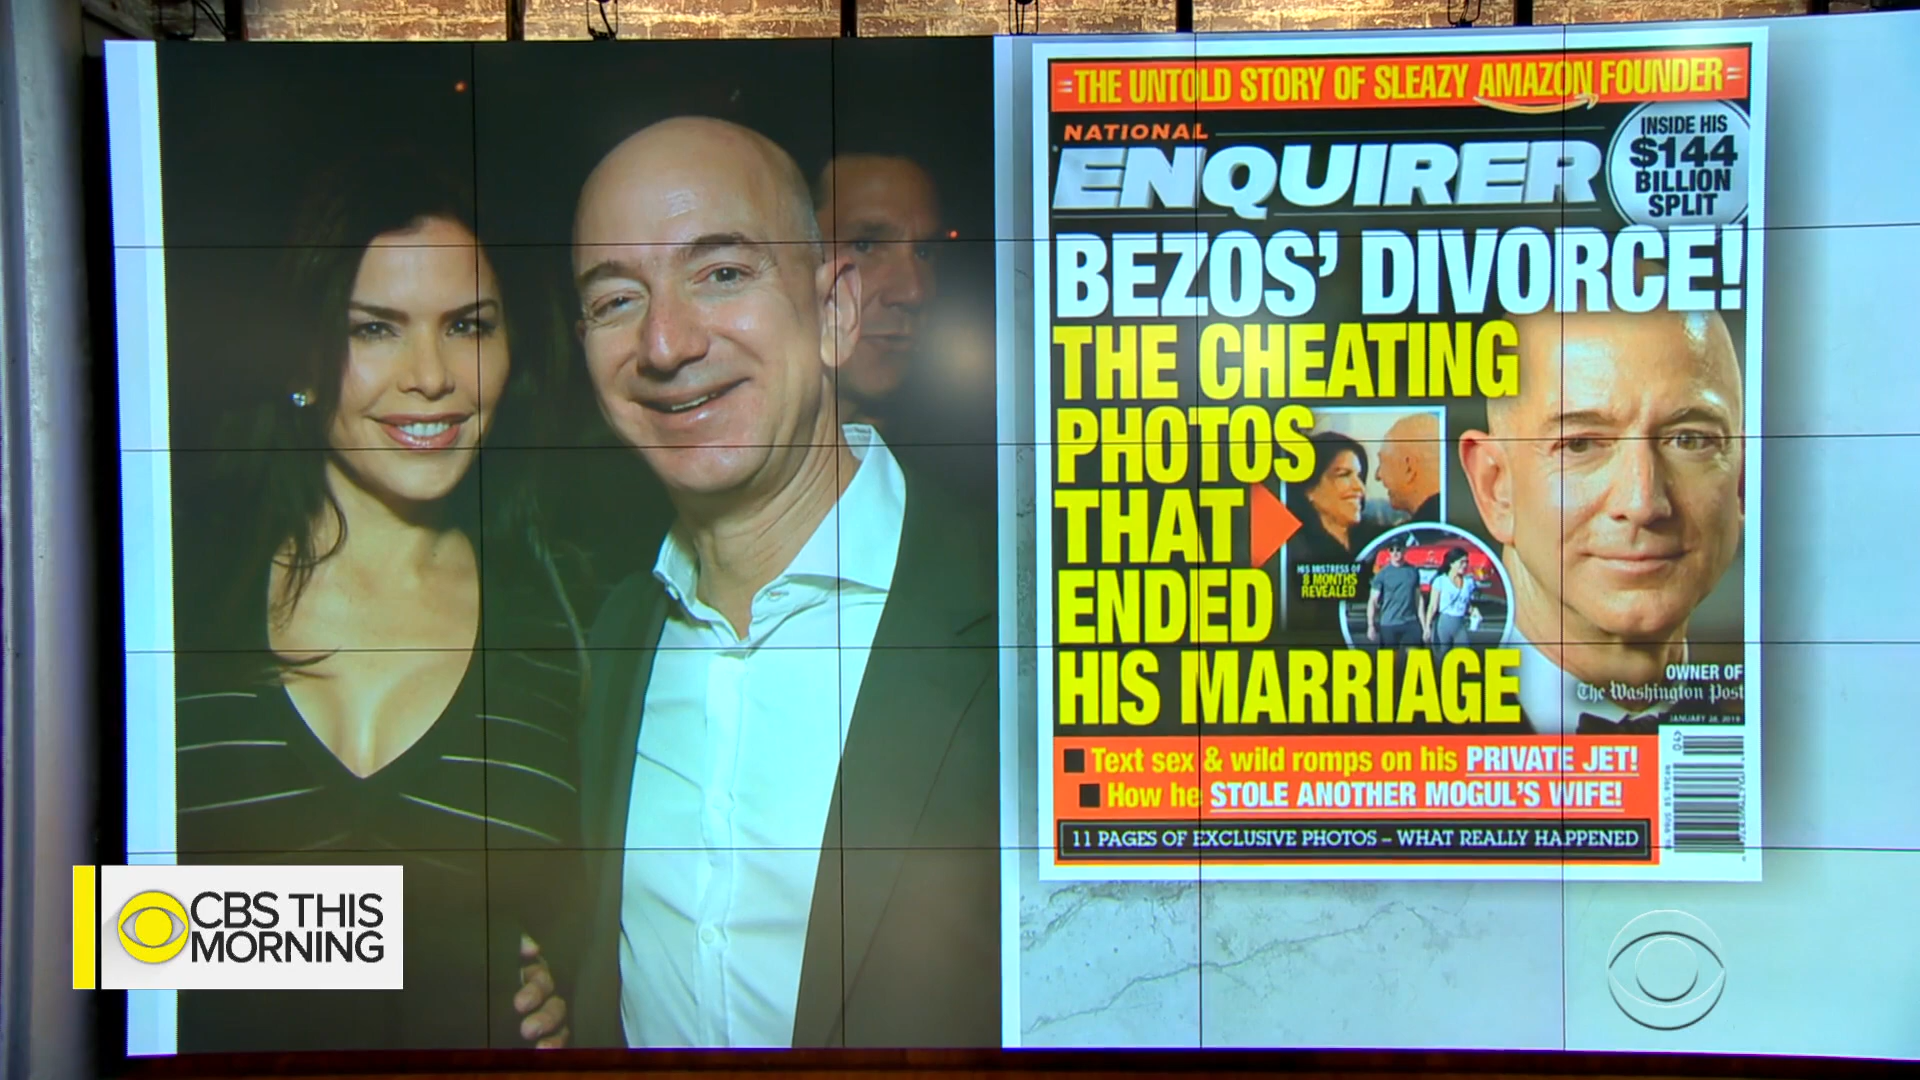 =THE UNTOLD STORY OF SLEAZY AMAZON FOUNDER=
NATIONAL
ENQUIRER
INSIDE HIS
$144
BILLION
SPLIT
BEZOS' DIVORCE!
THE CHEATING
PHOTOS
THAT
ENDED
HIS MARRIAGE
HIS MISTRESS OF
8 MONTHS
REVEALED
OWNER OF
The Washington Post
JANUARY 28, 2019
■ Text sex & wild romps on his PRIVATE JET!
■ How he STOLE ANOTHER MOGUL'S WIFE!
11 PAGES OF EXCLUSIVE PHOTOS – WHAT REALLY HAPPENED
CBS THIS
MORNING